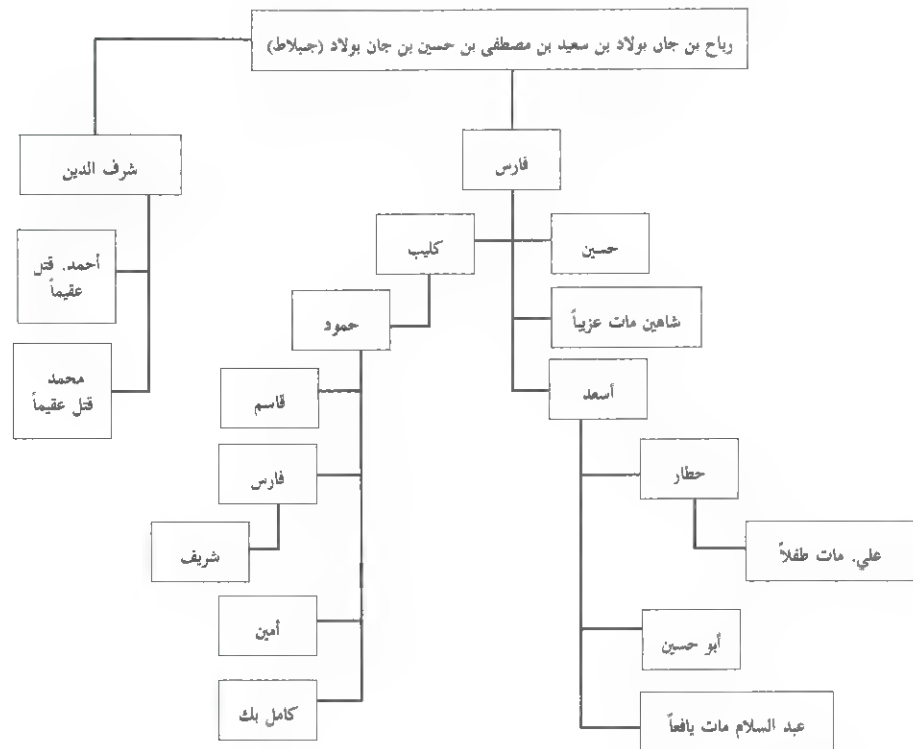 رباح بن جان بولاد بن سعيد بن مصطفى بن حسين بن جان بولاد (جنبلاط)
شرف الدين
فارس
كليب
حسين
أحمد. قتل
عقيماً
شاهين مات عزيباً
حمود
محمد
قتل عقيماً
أسعد
قاسم
حطار
فارس
شريف
علي. مات طفلاً
أمين
أبو حسين
كامل بك
عبد السلام مات يافعاً